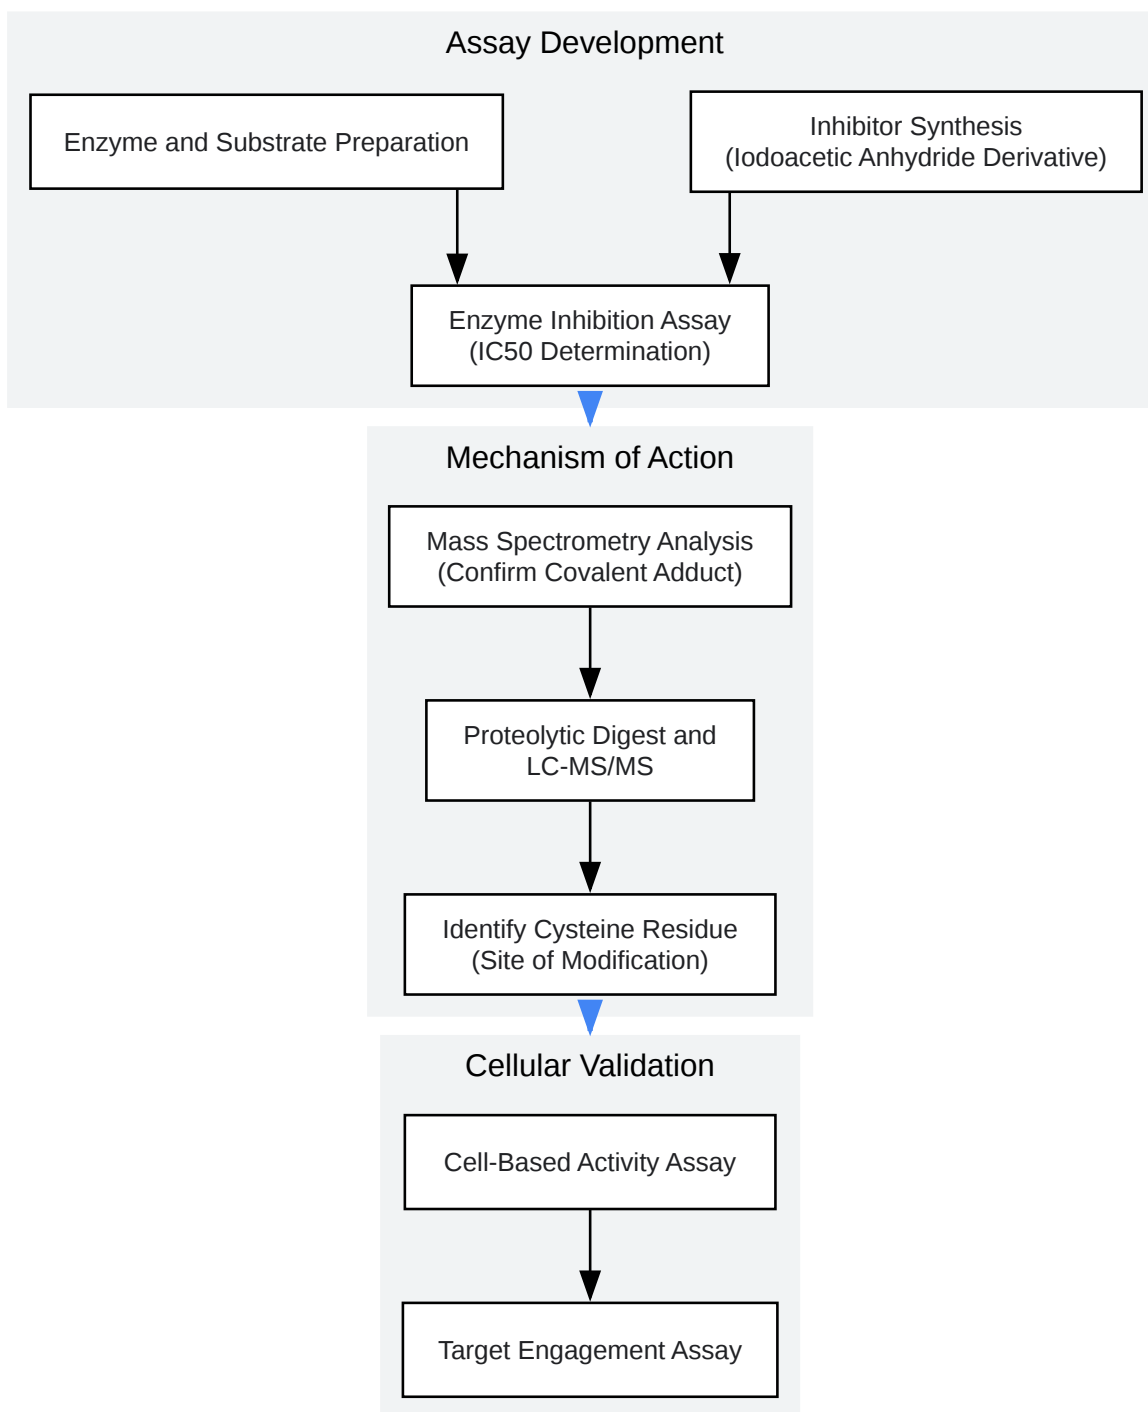 Assay Development
Enzyme and Substrate Preparation
Inhibitor Synthesis
(Iodoacetic Anhydride Derivative)
Enzyme Inhibition Assay
(IC50 Determination)
Mechanism of Action
Mass Spectrometry Analysis
(Confirm Covalent Adduct)
Proteolytic Digest and
LC-MS/MS
Identify Cysteine Residue
(Site of Modification)
Cellular Validation
Cell-Based Activity Assay
Target Engagement Assay